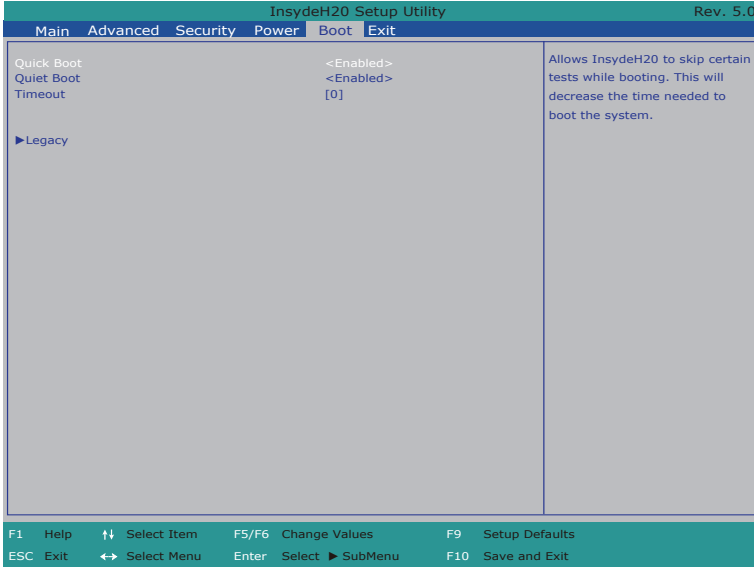 InsydeH20 Setup Utility Rev. 5.0
Main Advanced Security Power Boot Exit
Quick Boot <Enabled>
Quiet Boot <Enabled>
Timeout [0]
►Legacy
Allows InsydeH20 to skip certain
tests while booting. This will
decrease the time needed to
boot the system.
F1 Help ↑↓ Select Item F5/F6 Change Values F9 Setup Defaults
ESC Exit ↔ Select Menu Enter Select ► SubMenu F10 Save and Exit